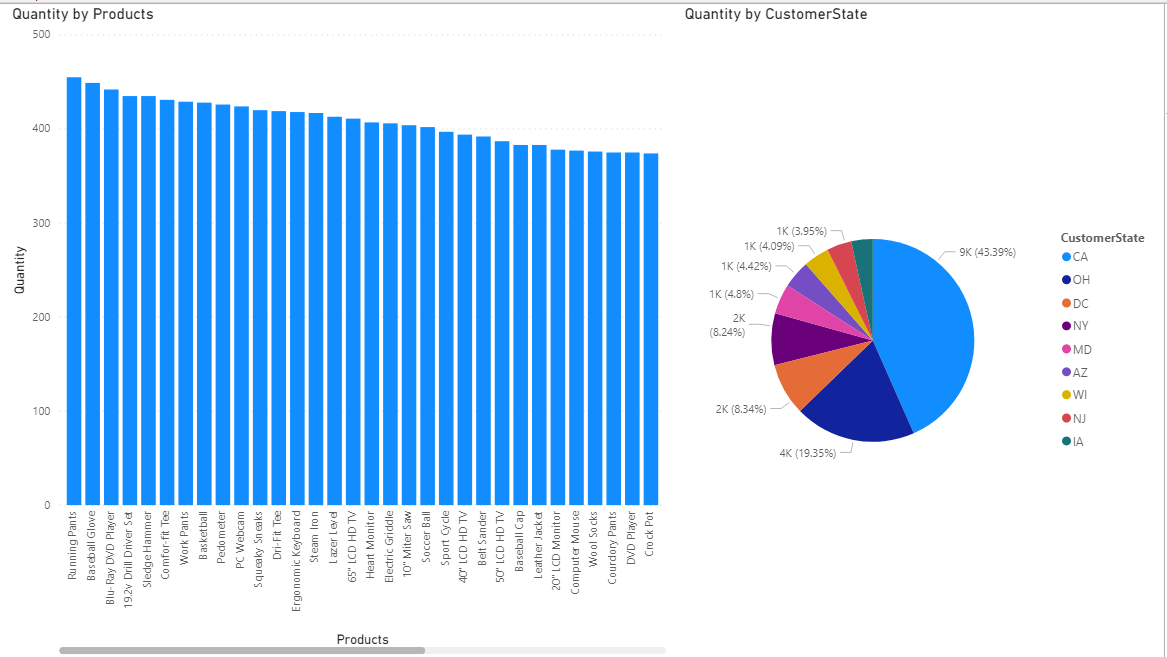 Quantity by Products
Quantity
500
400
300
200
100
0
Running Pants
Baseball Glove
Blu-Ray DVD Player
19.2v Drill Driver Set
Sledge Hammer
Comfor-fit Tee
Work Pants
Basketball
Pedometer
PC Webcam
Squeaky Sneaks
Dri-Fit Tee
Ergonomic Keyboard
Steam Iron
Lazer Level
65" LCD HD TV
Heart Monitor
Electric Griddle
10" Miter Saw
Soccer Ball
Sport Cycle
40" LCD HD TV
Belt Sander
50" LCD HD TV
Baseball Cap
Leather Jacket
20" LCD Monitor
Computer Mouse
Wool Socks
Courdory Pants
DVD Player
Crock Pot
Products
Quantity by CustomerState
1K (3.95%)
1K (4.09%)
1K (4.42%)
1K (4.8%)
2K
(8.24%)
2K (8.34%)
4K (19.35%)
9K (43.39%)
CustomerState
CA
OH
DC
NY
MD
AZ
WI
NJ
IA